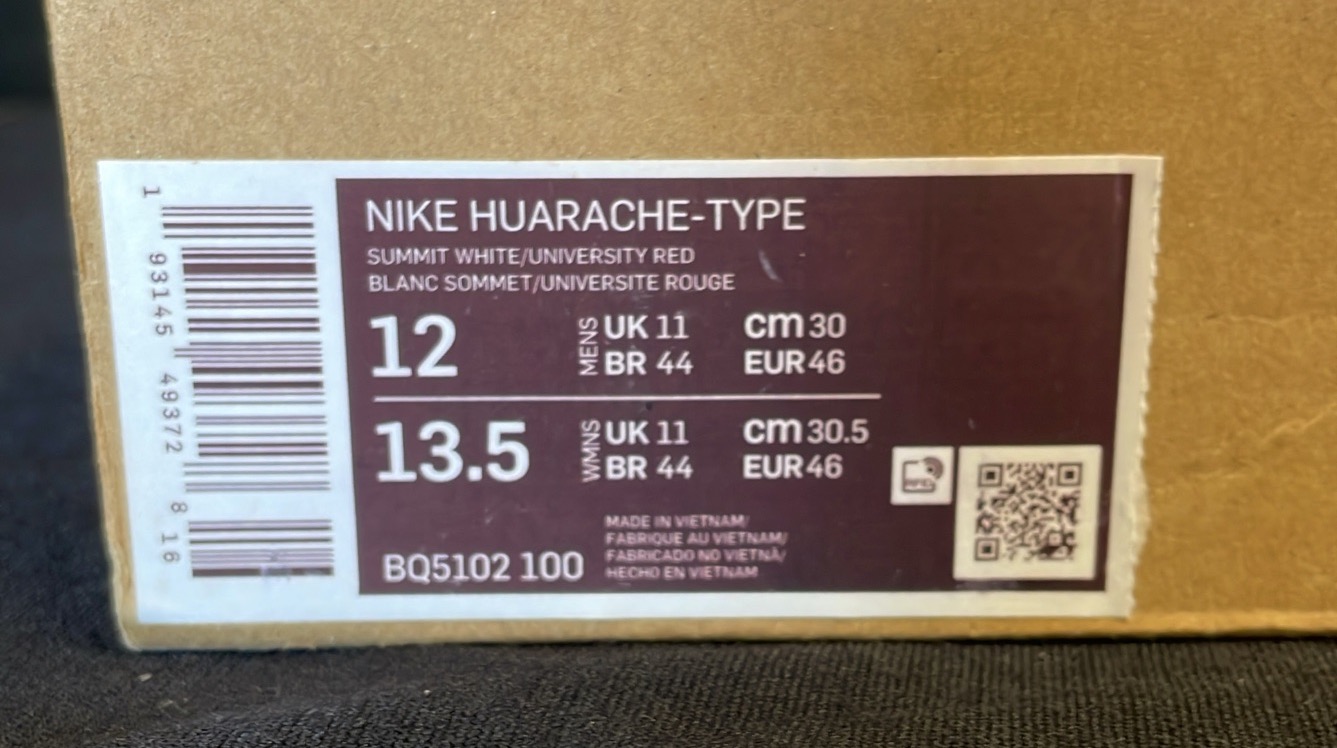 1 93145 49372 8 16
NIKE HUARACHE-TYPE
SUMMIT WHITE/UNIVERSITY RED
BLANC SOMMET/UNIVERSITE ROUGE
12 MENS UK 11 cm 30
BR 44 EUR 46
13.5 WMNS UK 11 cm 30.5
BR 44 EUR 46
MADE IN VIETNAM/
FABRIQUE AU VIETNAM/
FABRICADO NO VIETNÃ/
HECHO EN VIETNAM
BQ5102 100
RFID